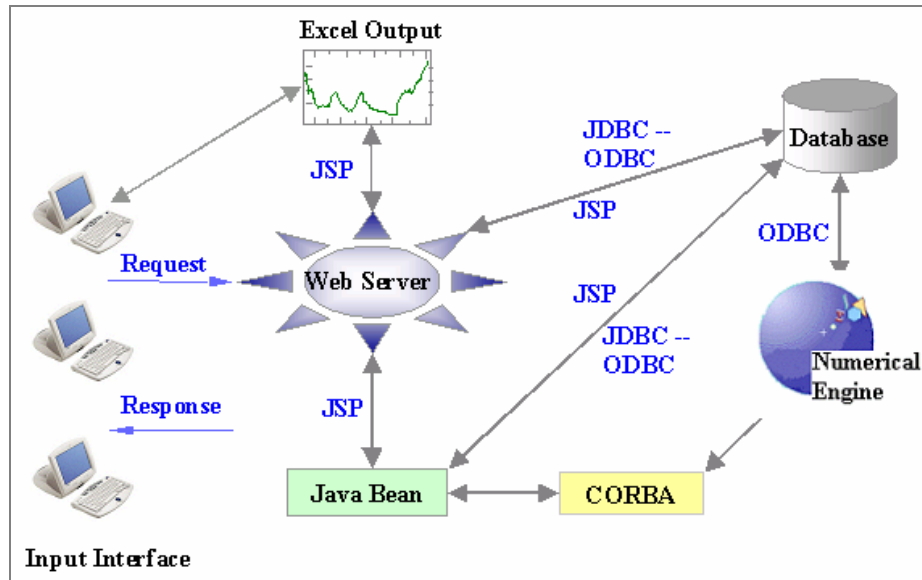 Excel Output
JDBC --
ODBC
Database
JSP
JSP
ODBC
Request
Web Server
JSP
JDBC --
ODBC
Numerical
Engine
Response
JSP
Java Bean
CORBA
Input Interface